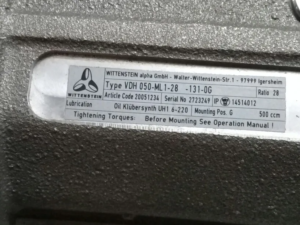 WITTENSTEIN alpha GmbH - Walter-Wittenstein-Str.1 - 97999 Igersheim
Type VDH 050-ML1-28 -131-0G Ratio: 28
Article Code 20051234 Serial No 2733249 IP 14514012
WITTENSTEIN Lubrication Oil Klübersynth UH1 6-220 Mounting Pos. G 500 ccm
Tightening Torques: Before Mounting See Operation Manual !